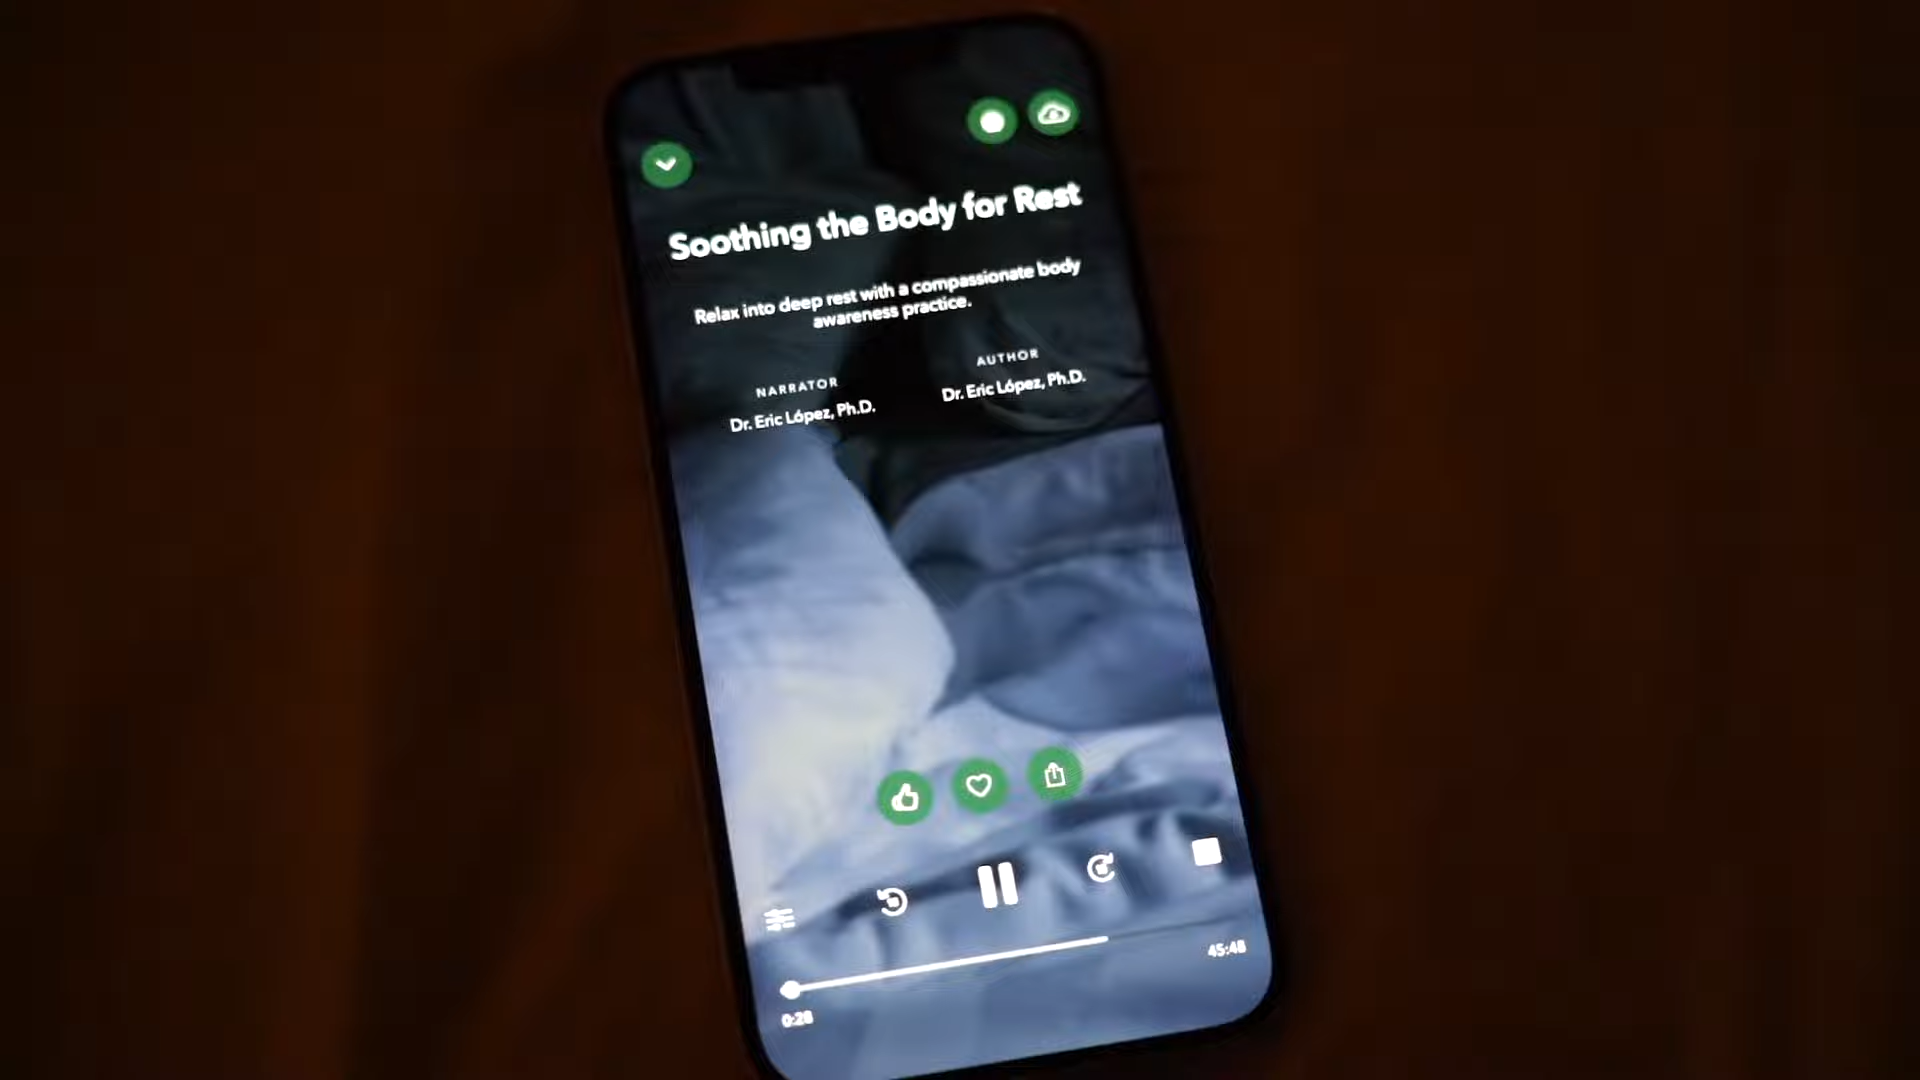 Soothing the Body for Rest
Relax into deep rest with a compassionate body
awareness practice.
NARRATOR
Dr. Eric López, Ph.D.
AUTHOR
Dr. Eric López, Ph.D.
45:48
0:28